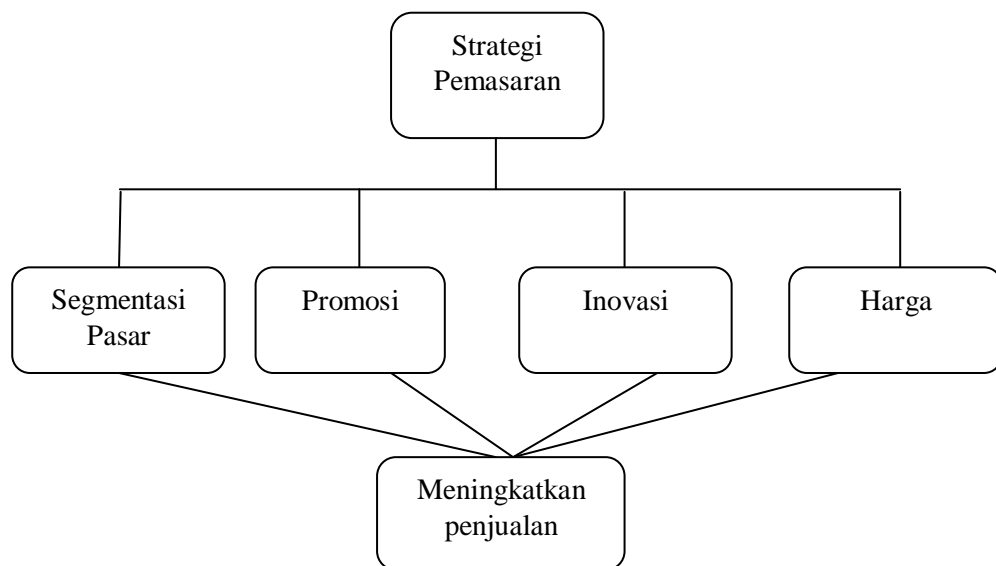 Strategi
Pemasaran
Segmentasi
Pasar
Promosi
Inovasi
Harga
Meningkatkan
penjualan